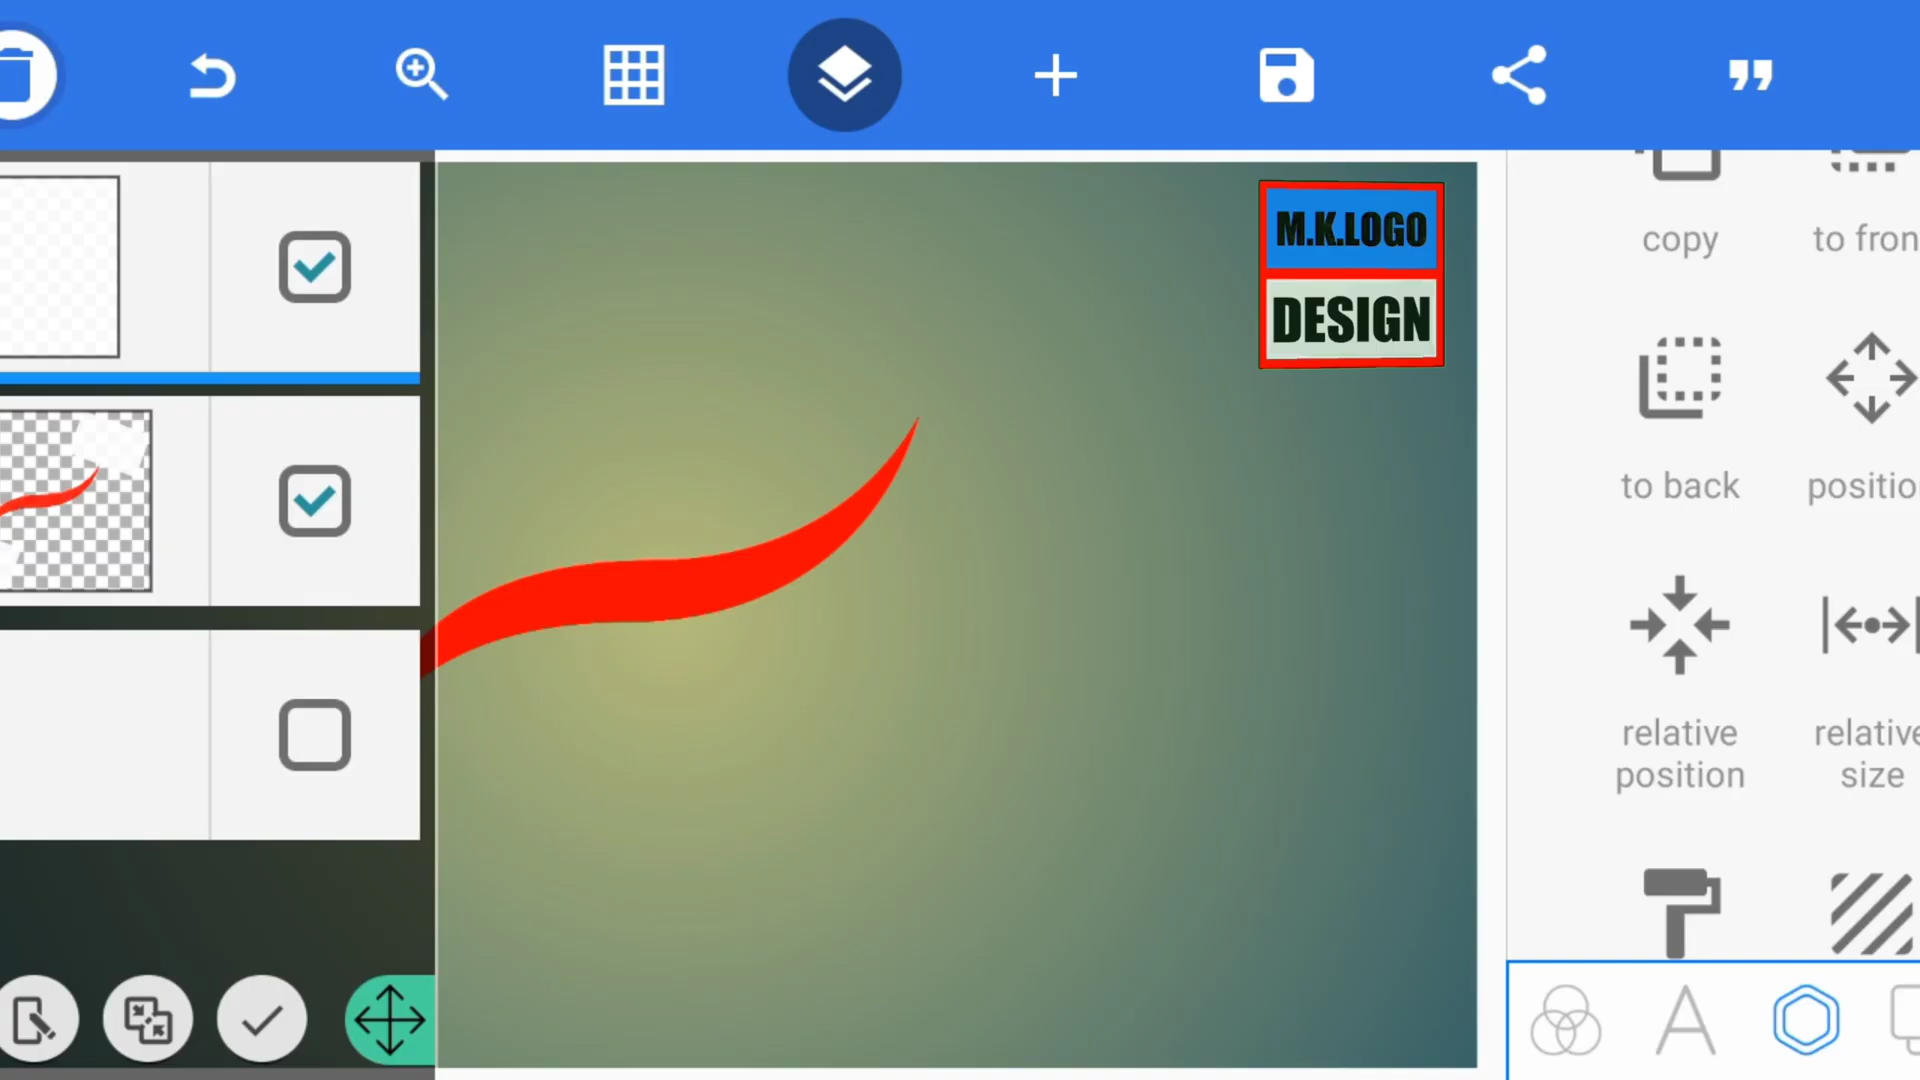 M.K.LOGO
DESIGN
copy
to fron
to back
positio
relative
position
relative
size